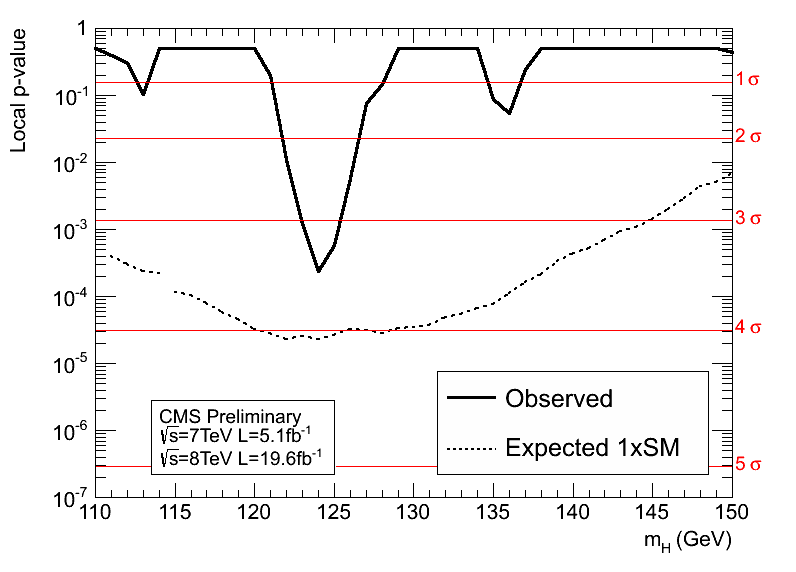 Local p-value
1
10^-1
10^-2
10^-3
10^-4
10^-5
10^-6
10^-7
1 σ
2 σ
3 σ
4 σ
5 σ
CMS Preliminary
√s=7TeV L=5.1fb^-1
√s=8TeV L=19.6fb^-1
Observed
Expected 1xSM
110 115 120 125 130 135 140 145 150
m_H (GeV)